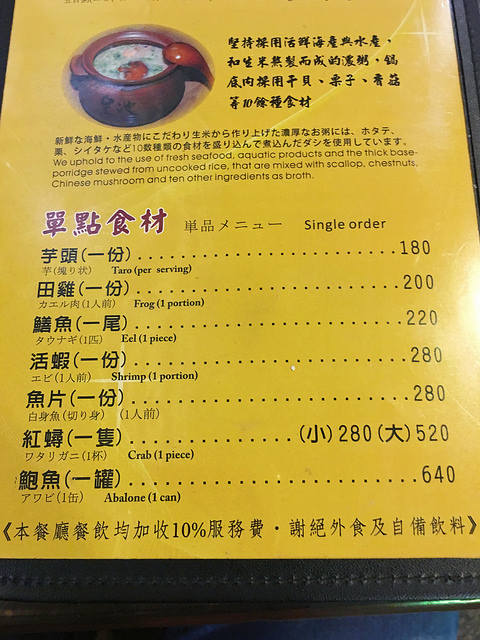 堅持採用活鮮海產與水產，
和生米熬製而成的濃粥，鍋
底內採用干貝、栗子、香菇
等10餘種食材
新鮮な海鮮・水産物にこだわり生米から作り上げた濃厚なお粥には、ホタテ、
栗、シイタケなど10数種類の食材を盛り込んで煮込んだダシを使用しています。
We uphold to the use of fresh seafood, aquatic products and the thick base-
porridge stewed from uncooked rice, that are mixed with scallop, chestnuts,
Chinese mushroom and ten other ingredients as broth.
單點食材 単品メニュー Single order
芋頭(一份)..............................180
芋(塊り状) Taro (per serving)
田雞(一份)..............................200
カエル肉(1人前) Frog (1 portion)
鱔魚(一尾)..............................220
タウナギ(1匹) Eel (1 piece)
活蝦(一份)..............................280
エビ(1人前) Shrimp (1 portion)
魚片(一份)..............................280
白身魚(切り身) (1人前)
紅蟳(一隻)................(小)280(大)520
ワタリガニ(1杯) Crab (1 piece)
鮑魚(一罐)..............................640
アワビ(1缶) Abalone (1 can)
《本餐廳餐飲均加收10%服務費・謝絕外食及自備飲料》